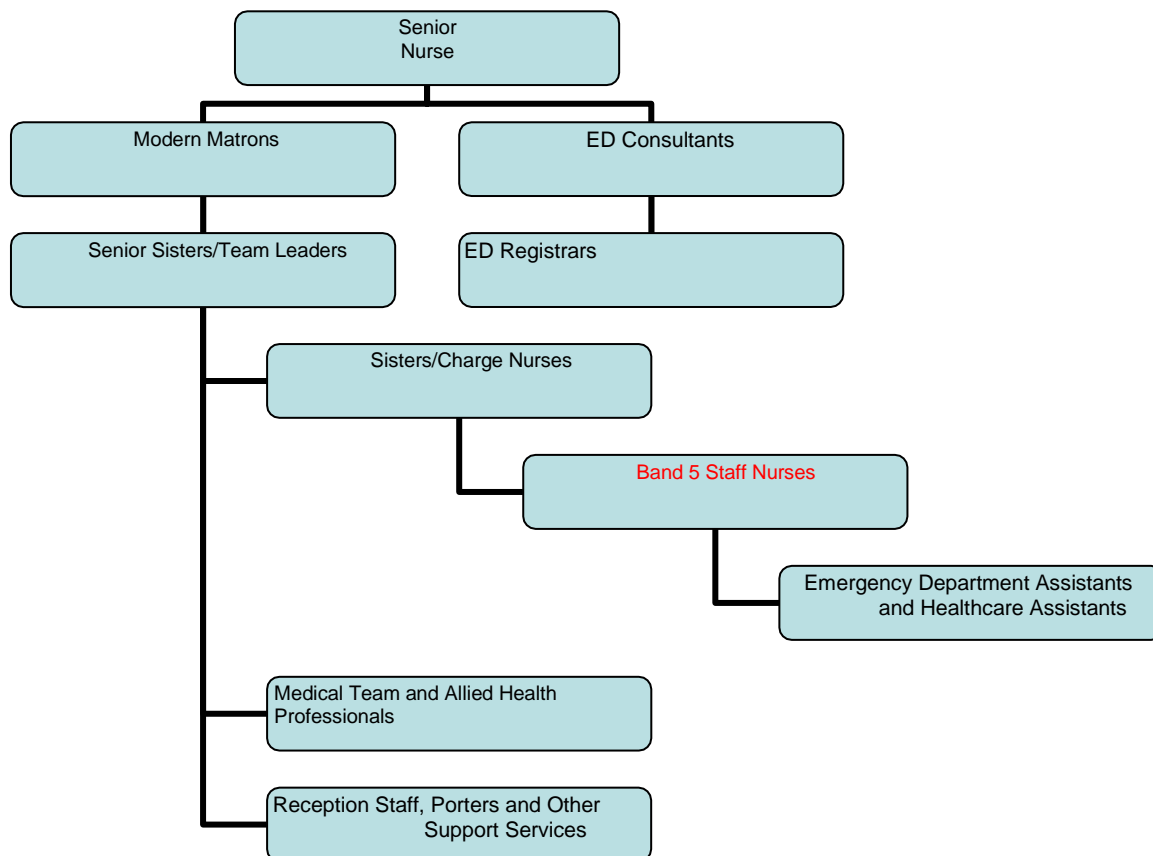 Senior
Nurse
Modern Matrons
ED Consultants
Senior Sisters/Team Leaders
ED Registrars
Sisters/Charge Nurses
Band 5 Staff Nurses
Emergency Department Assistants
and Healthcare Assistants
Medical Team and Allied Health
Professionals
Reception Staff, Porters and Other
Support Services